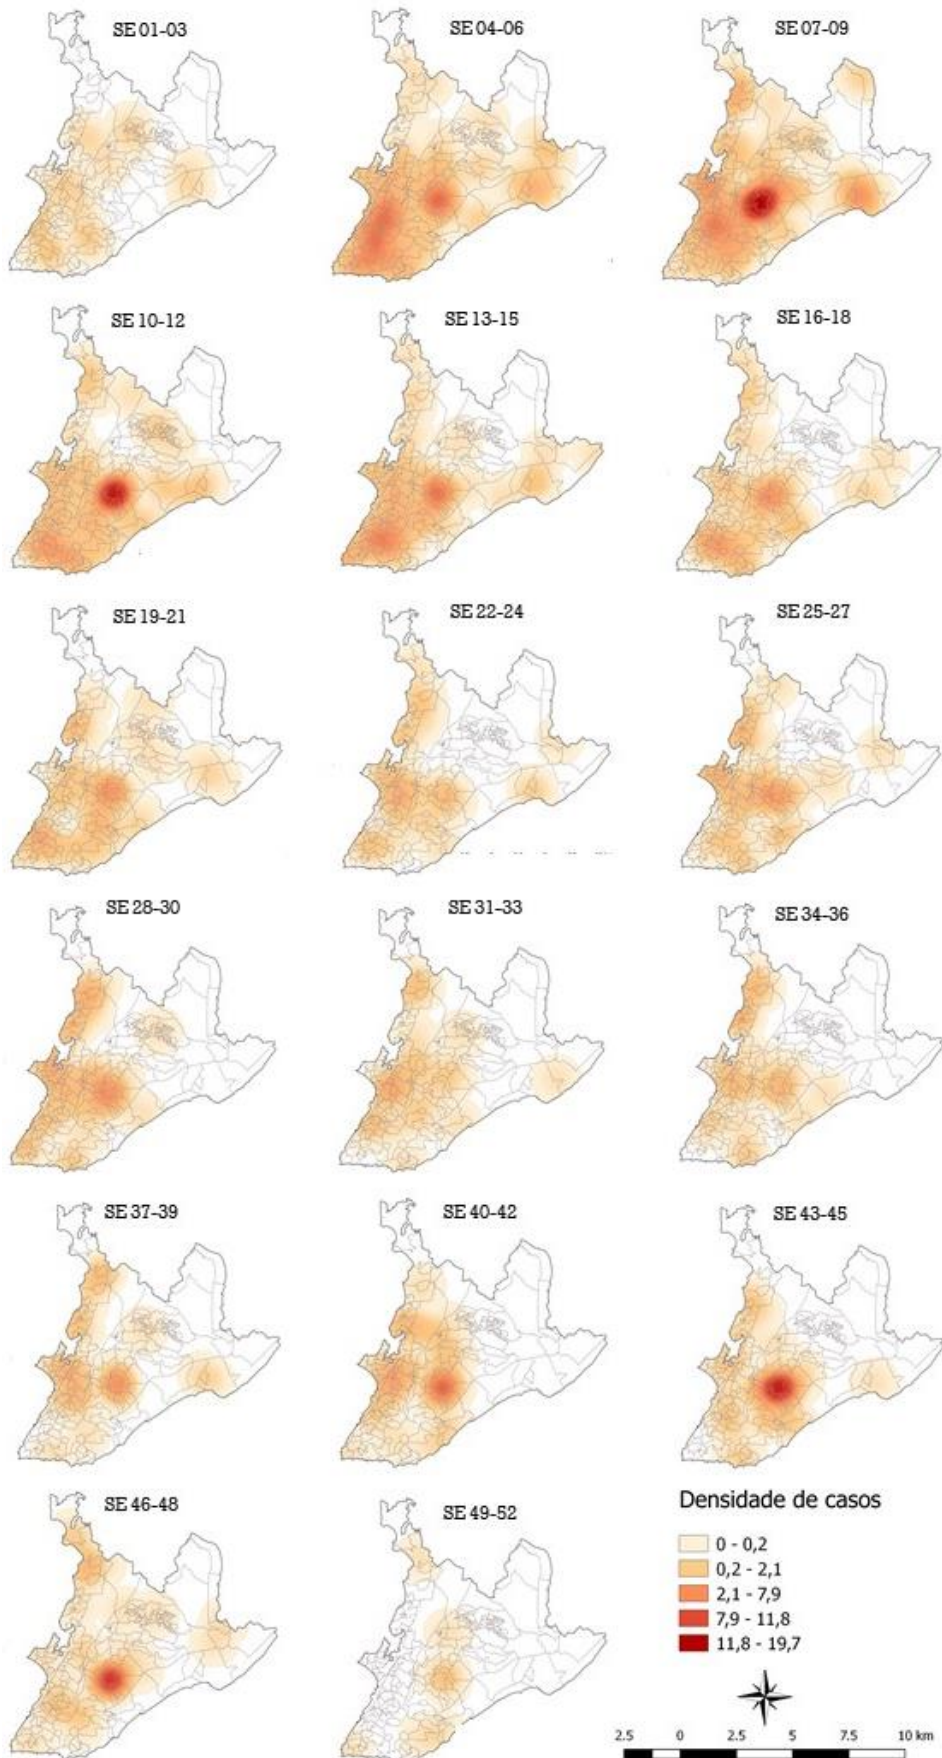 SE 01-03
SE 04-06
SE 07-09
SE 10-12
SE 13-15
SE 16-18
SE 19-21
SE 22-24
SE 25-27
SE 28-30
SE 31-33
SE 34-36
SE 37-39
SE 40-42
SE 43-45
SE 46-48
SE 49-52
Densidade de casos
0 - 0,2
0,2 - 2,1
2,1 - 7,9
7,9 - 11,8
11,8 - 19,7
2.5 0 2.5 5 7.5 10 km